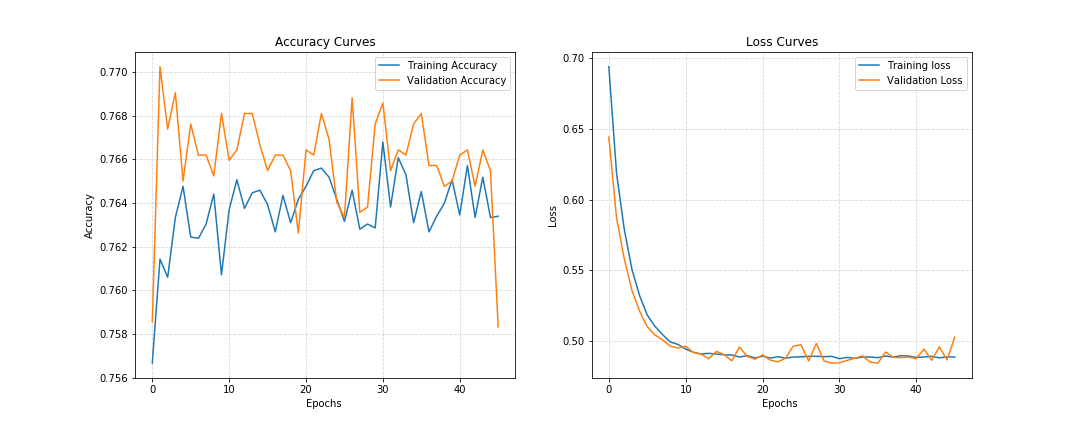 Accuracy Curves
Training Accuracy
Validation Accuracy
0.770
0.768
0.766
0.764
0.762
0.760
0.758
0.756
Accuracy
0 10 20 30 40
Epochs
Loss Curves
Training loss
Validation Loss
0.70
0.65
0.60
0.55
0.50
Loss
0 10 20 30 40
Epochs